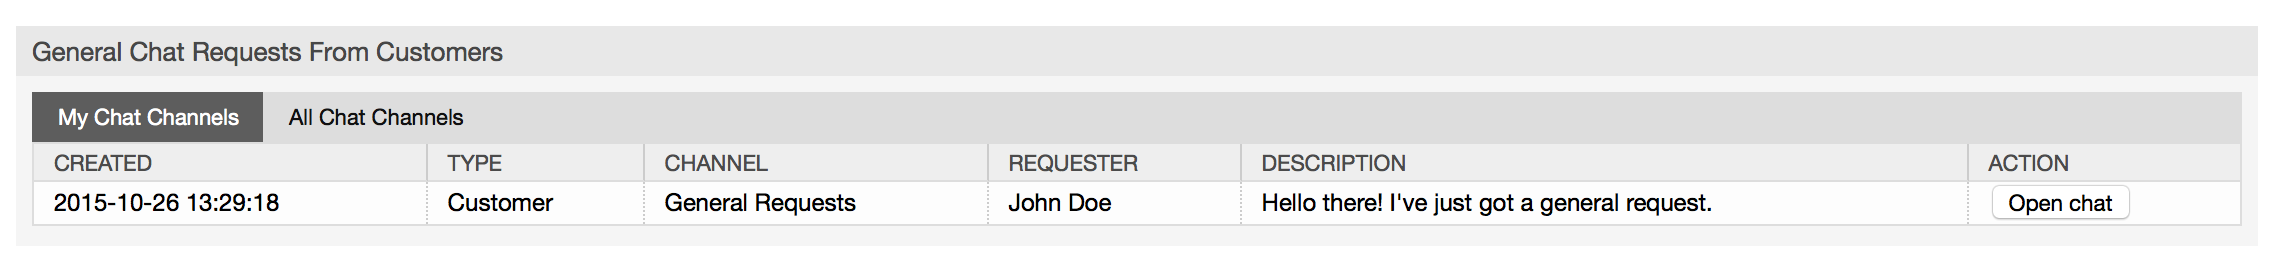 General Chat Requests From Customers
My Chat Channels All Chat Channels
CREATED TYPE CHANNEL REQUESTER DESCRIPTION ACTION
2015-10-26 13:29:18 Customer General Requests John Doe Hello there! I've just got a general request. Open chat